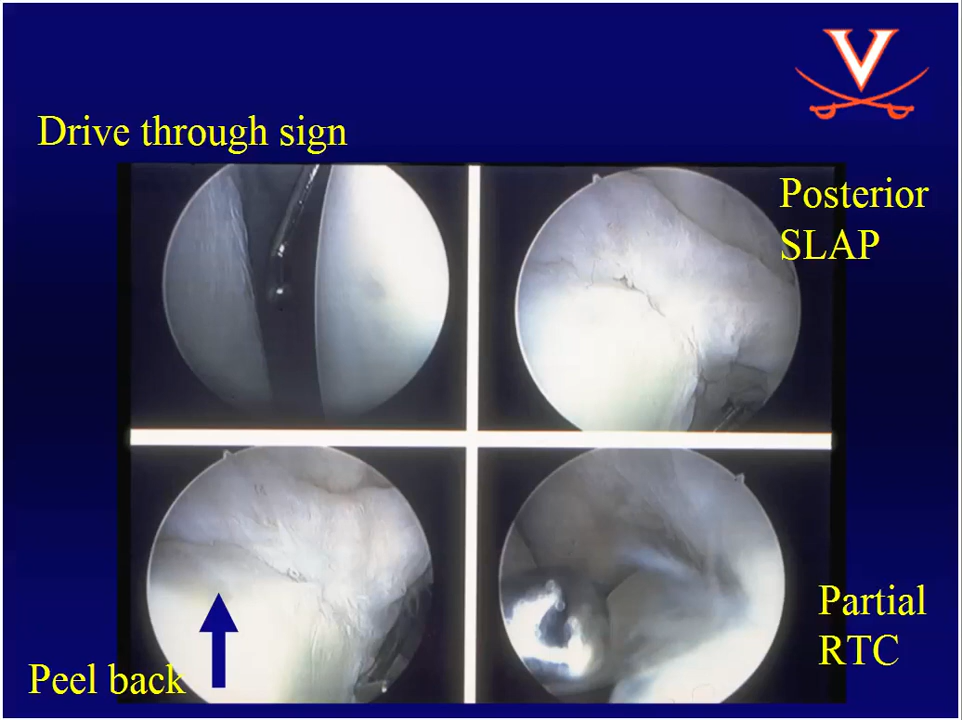 Drive through sign
Posterior
SLAP
Peel back
Partial
RTC